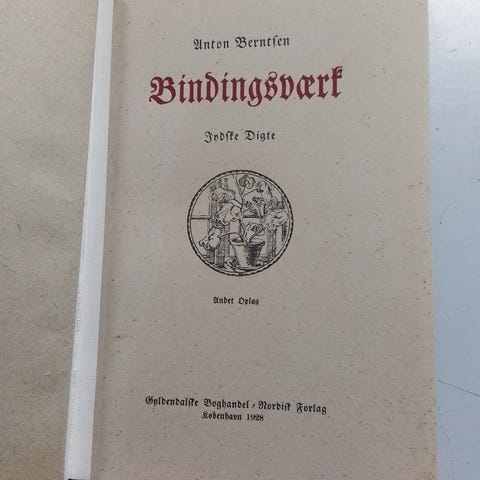 Anton Berntsen
Bindingsværk
Jydske Digte
Andet Oplag
Gyldendalske Boghandel - Nordisk Forlag
København 1928